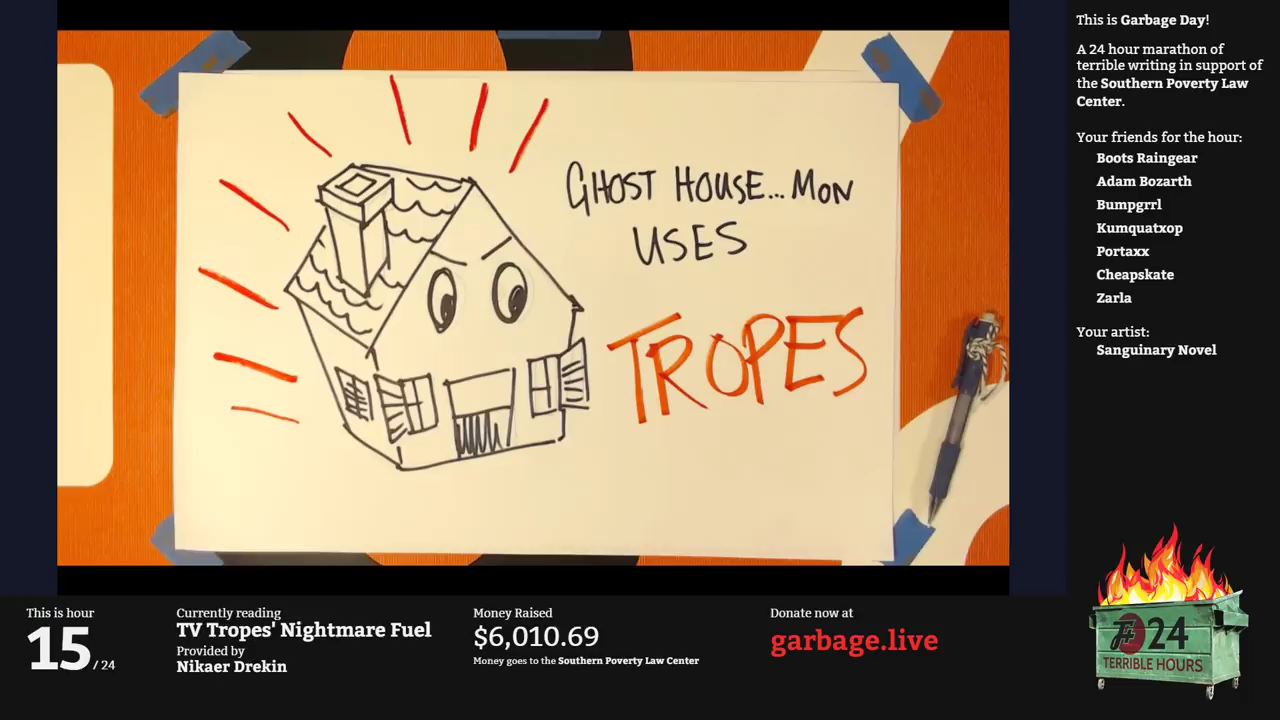 GHOST HOUSE...MON
USES
TROPES
This is Garbage Day!
A 24 hour marathon of
terrible writing in support of
the Southern Poverty Law
Center.
Your friends for the hour:
Boots Raingear
Adam Bozarth
Bumpgrrl
Kumquatxop
Portaxx
Cheapskate
Zarla
Your artist:
Sanguinary Novel
This is hour
15 / 24
Currently reading
TV Tropes' Nightmare Fuel
Provided by
Nikaer Drekin
Money Raised
$6,010.69
Money goes to the Southern Poverty Law Center
Donate now at
garbage.live
F+ 24
TERRIBLE HOURS